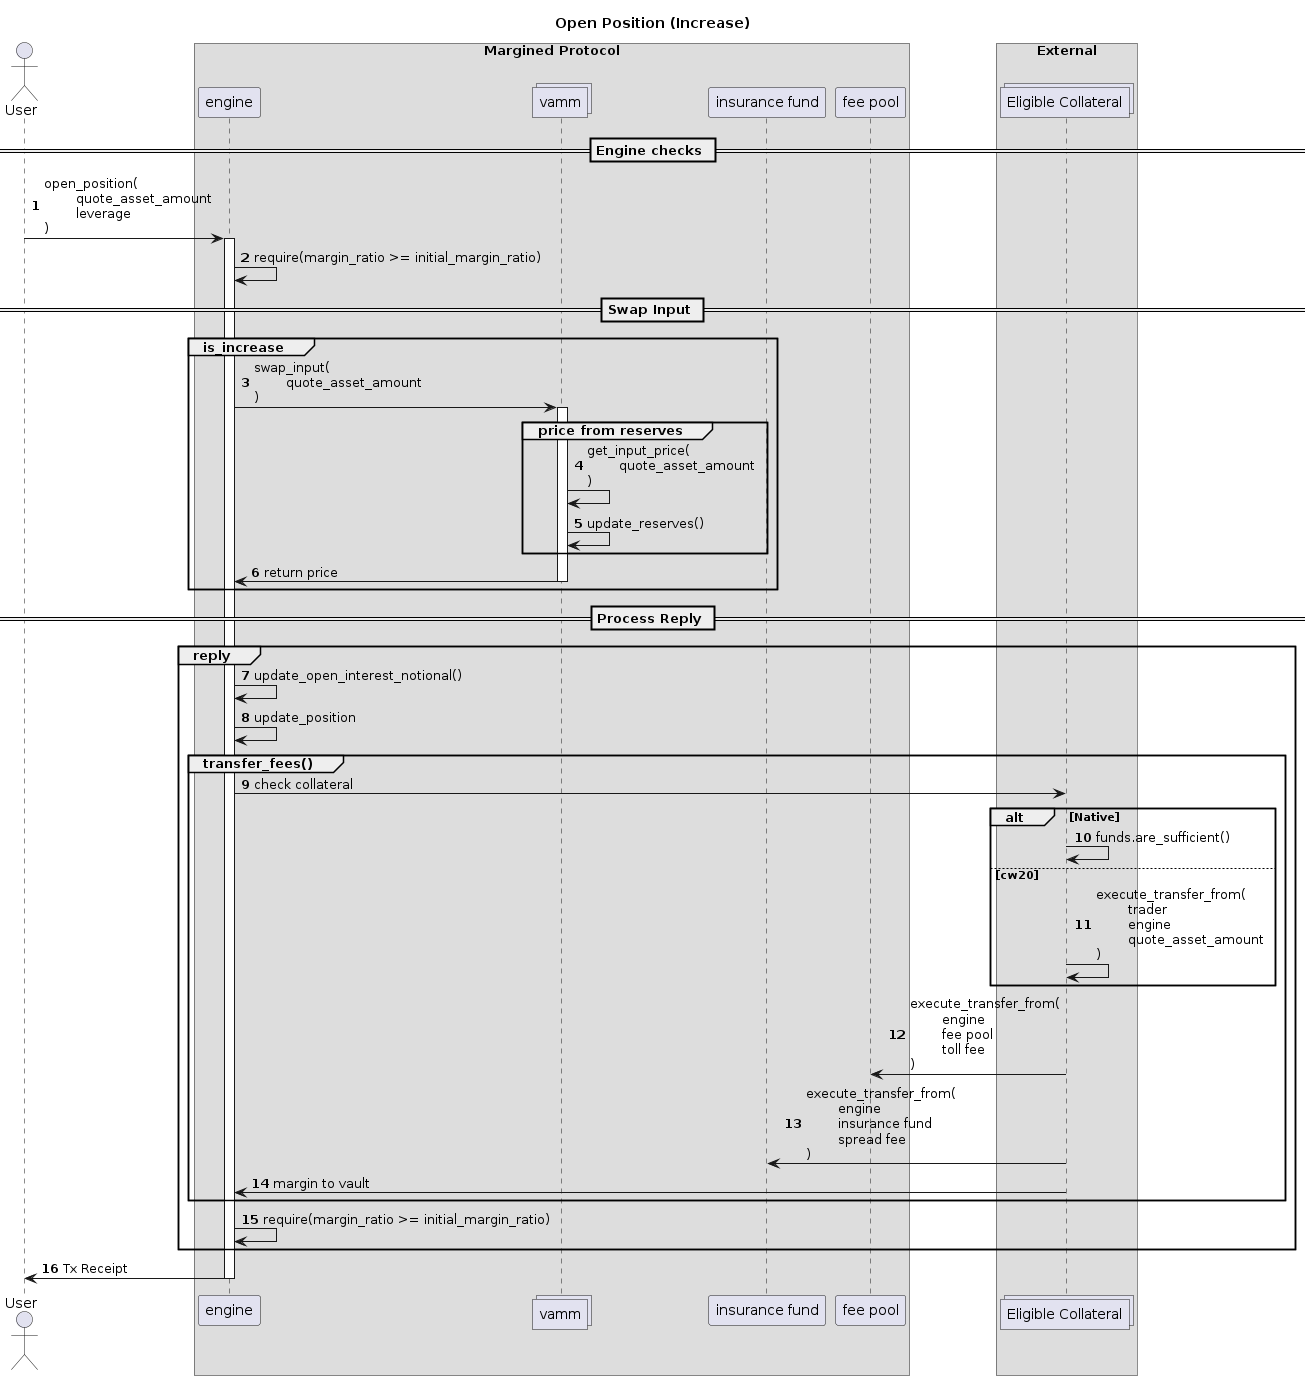 Open Position (Increase)
Margined Protocol
External
User
engine
vamm
insurance fund
fee pool
Eligible Collateral
Engine checks
open_position(
1
quote_asset_amount
leverage
)
2 require(margin_ratio >= initial_margin_ratio)
Swap Input
is_increase
swap_input(
3
quote_asset_amount
)
price from reserves
get_input_price(
4
quote_asset_amount
)
5 update_reserves()
6 return price
Process Reply
reply
7 update_open_interest_notional()
8 update_position
transfer_fees()
9 check collateral
alt
[Native]
10 funds.are_sufficient()
[cw20]
execute_transfer_from(
trader
11
engine
quote_asset_amount
)
execute_transfer_from(
engine
12
fee pool
toll fee
)
execute_transfer_from(
engine
13
insurance fund
spread fee
)
14 margin to vault
15 require(margin_ratio >= initial_margin_ratio)
16 Tx Receipt
User
engine
vamm
insurance fund
fee pool
Eligible Collateral